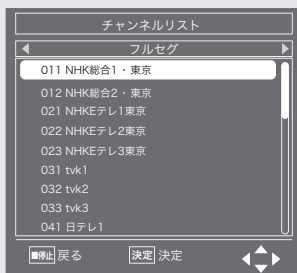 チャンネルリスト
フルセグ
011 NHK総合1・東京
012 NHK総合2・東京
021 NHKEテレ1東京
022 NHKEテレ2東京
023 NHKEテレ3東京
031 tvk1
032 tvk2
033 tvk3
041 日テレ1
■停止 戻る 決定 決定